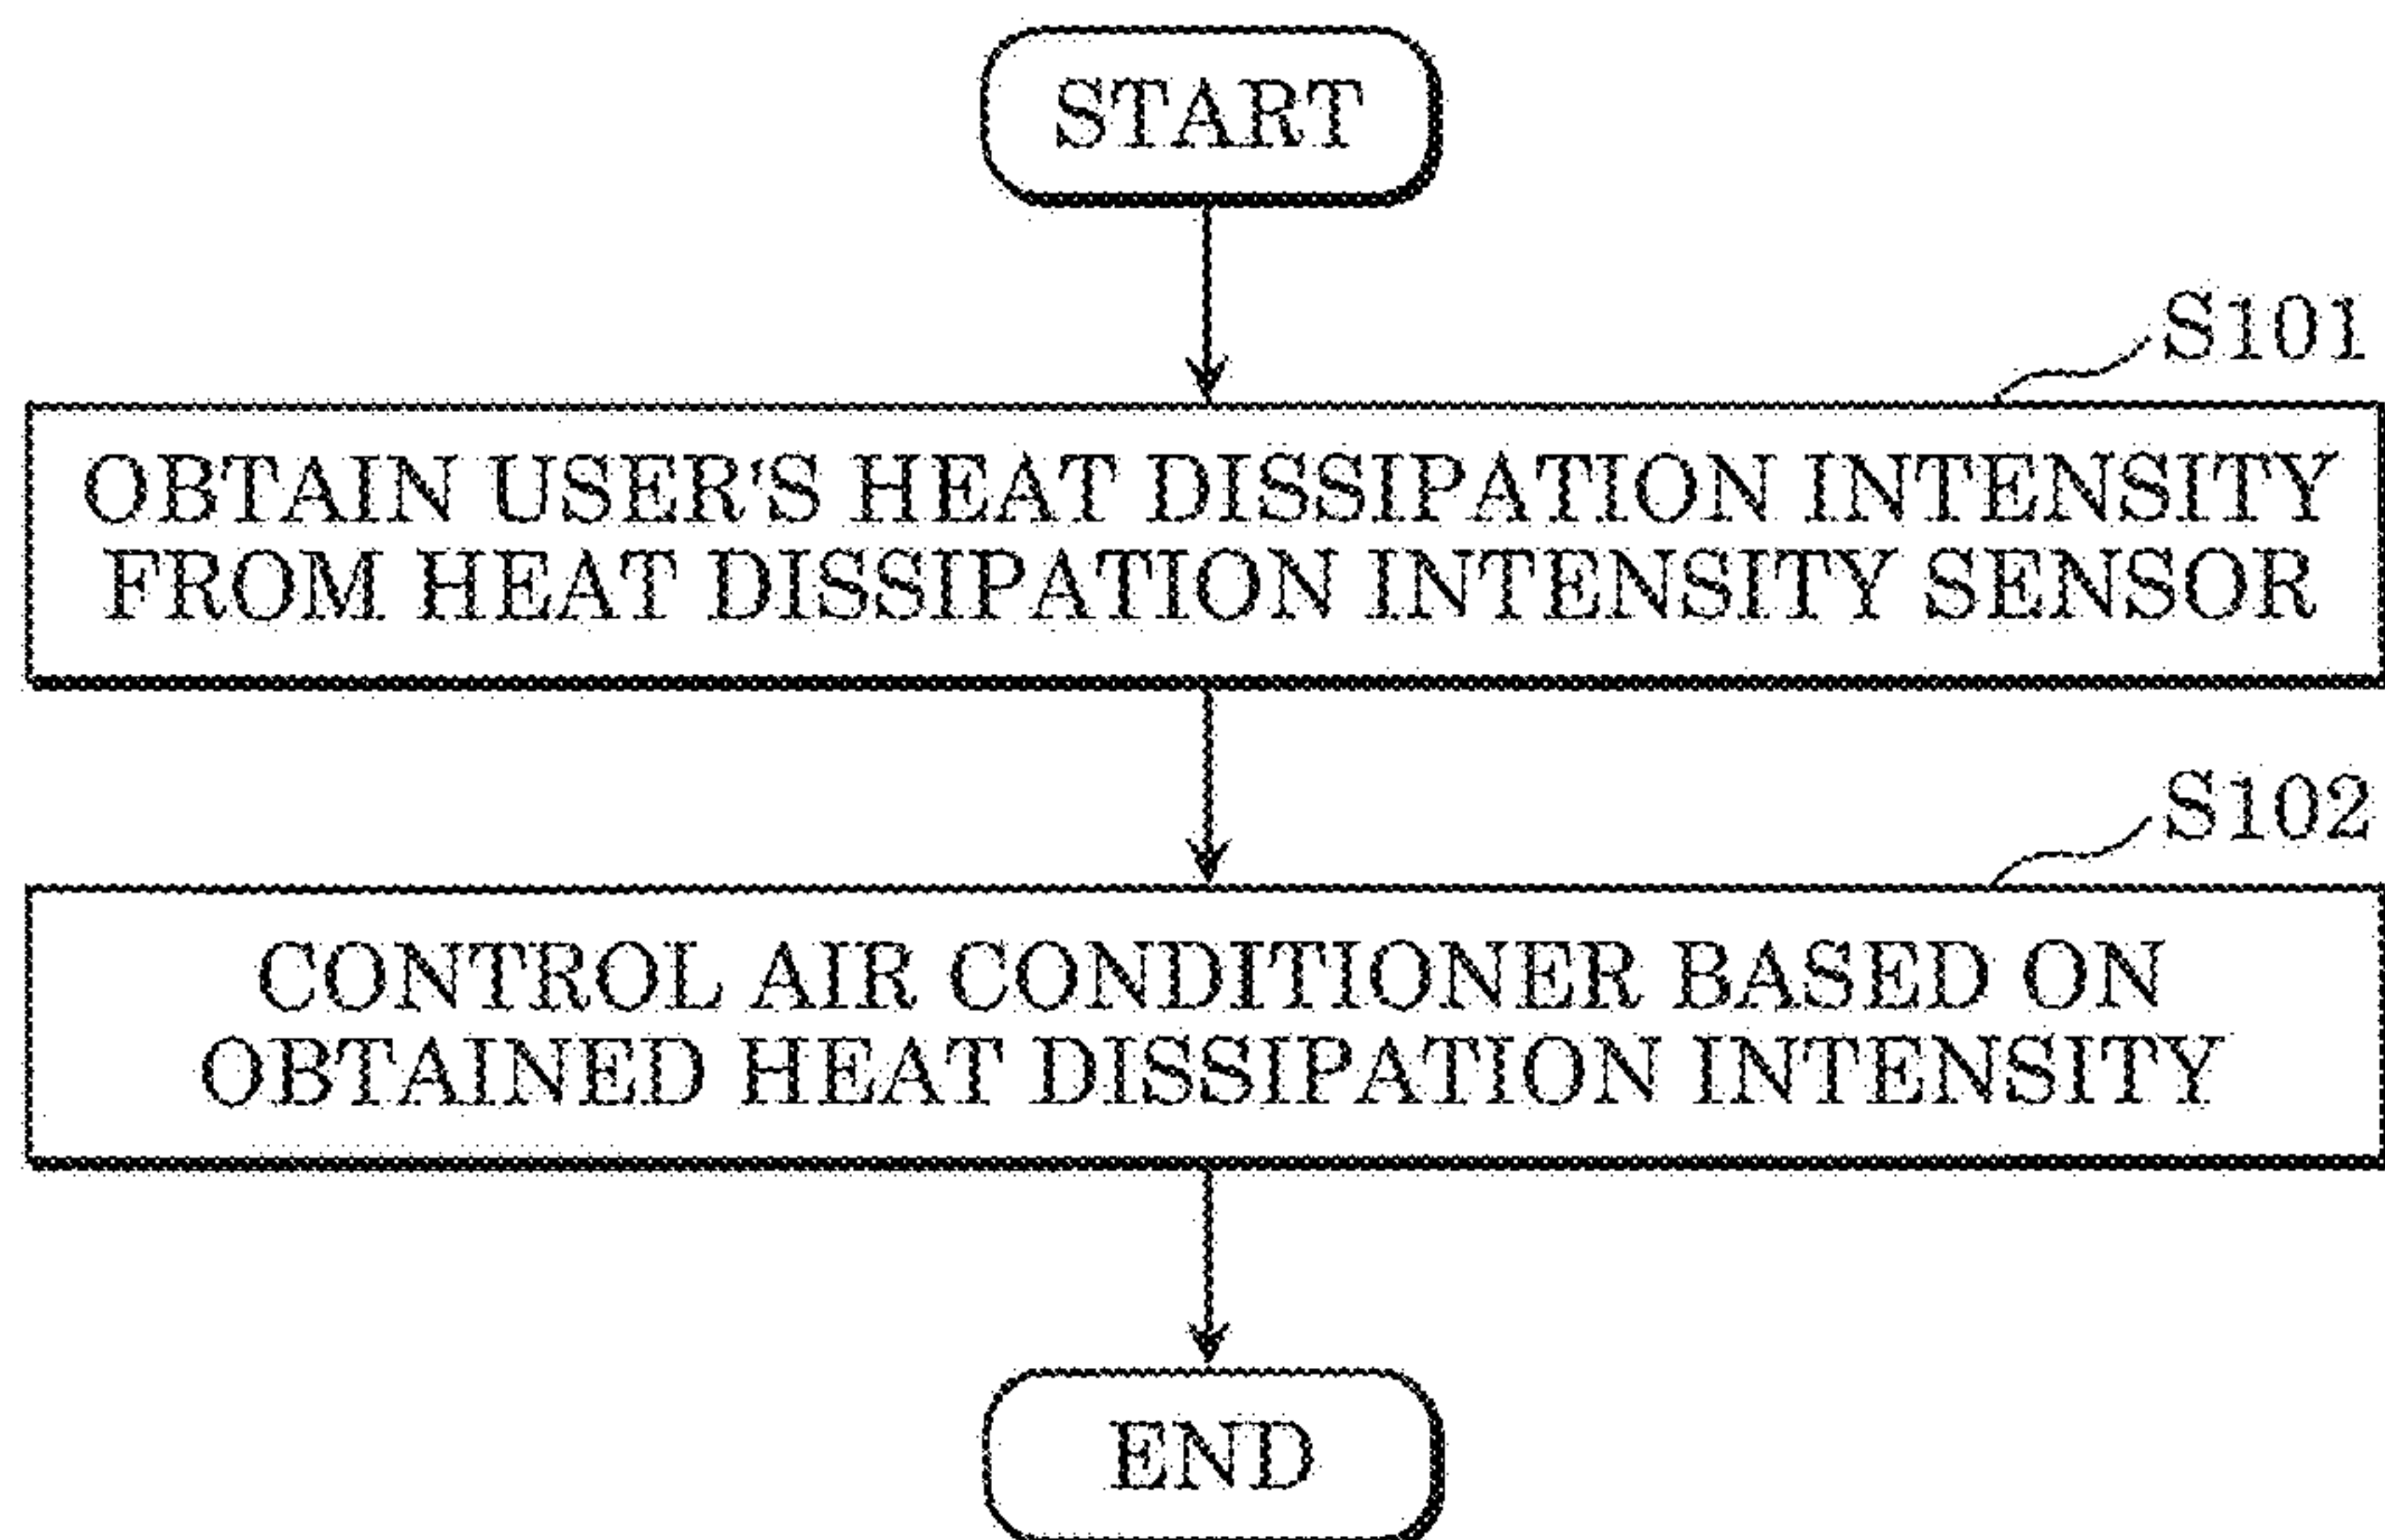 START
S101
OBTAIN USER'S HEAT DISSIPATION INTENSITY
FROM HEAT DISSIPATION INTENSITY SENSOR
S102
CONTROL AIR CONDITIONER BASED ON
OBTAINED HEAT DISSIPATION INTENSITY
END